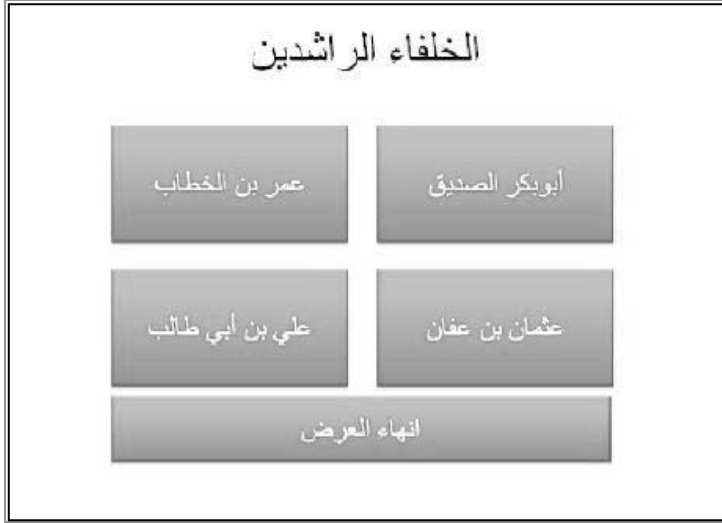 الخلفاء الراشدين
أبوبكر الصديق
عمر بن الخطاب
عثمان بن عفان
علي بن أبي طالب
انهاء العرض